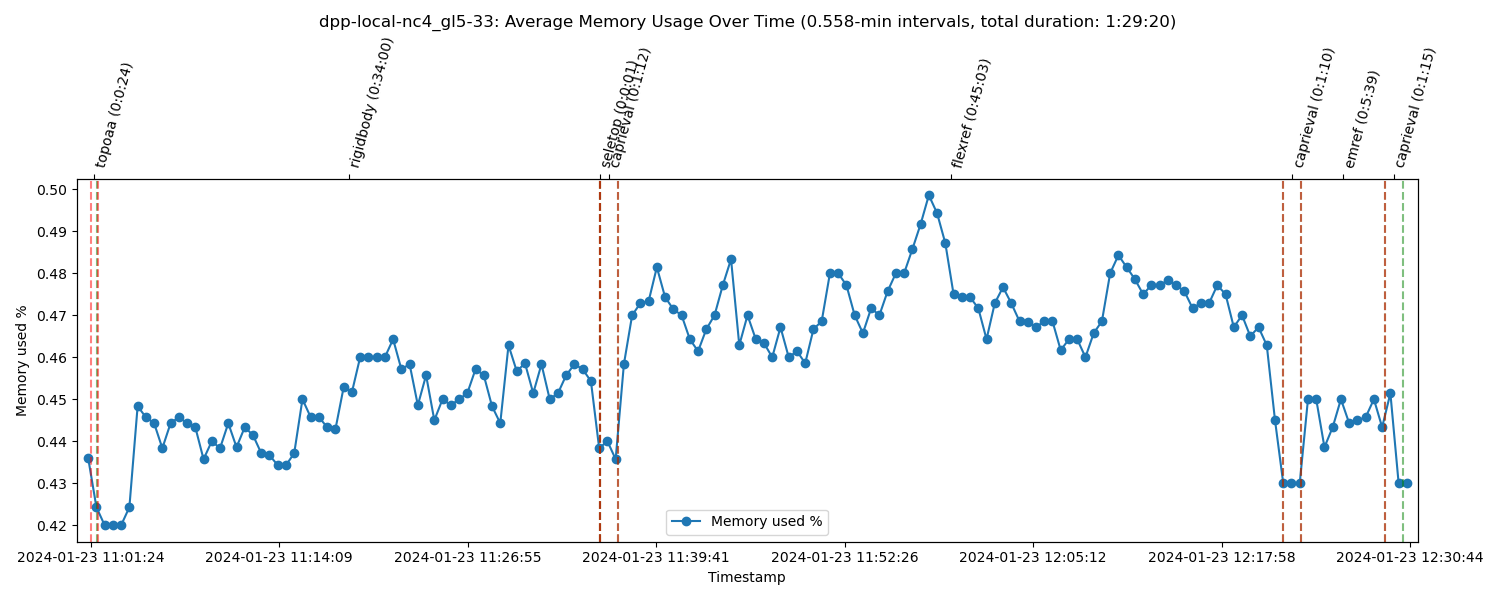 dpp-local-nc4_gl5-33: Average Memory Usage Over Time (0.558-min intervals, total duration: 1:29:20)
topoaa (0:0:24)
rigidbody (0:34:00)
seletop (0:0:01)
caprieval (0:1:12)
flexref (0:45:03)
caprieval (0:1:10)
emref (0:5:39)
caprieval (0:1:15)
Memory used %
0.50
0.49
0.48
0.47
0.46
0.45
0.44
0.43
0.42
Memory used %
2024-01-23 11:01:24
2024-01-23 11:14:09
2024-01-23 11:26:55
2024-01-23 11:39:41
2024-01-23 11:52:26
2024-01-23 12:05:12
2024-01-23 12:17:58
2024-01-23 12:30:44
Timestamp